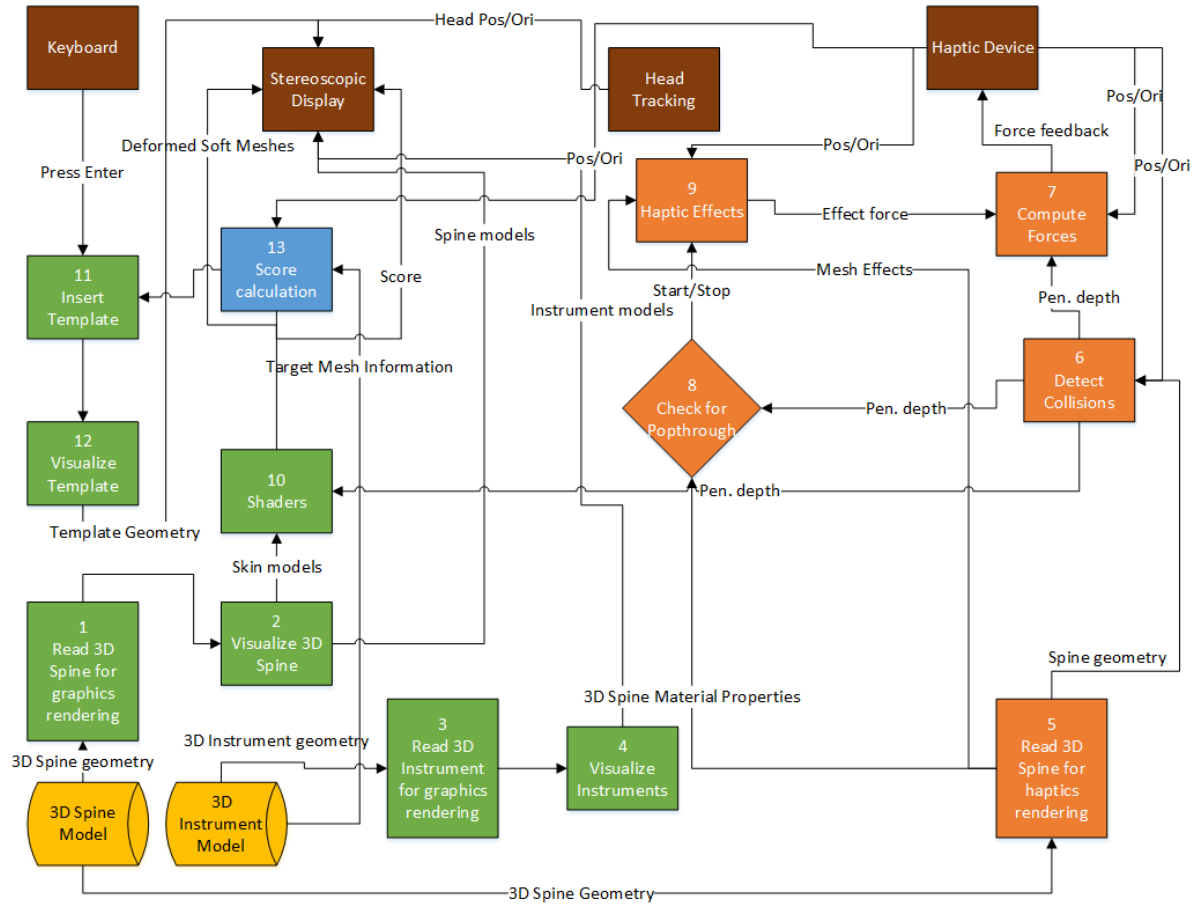 Keyboard
Head Pos/Ori
Stereoscopic
Display
Head
Tracking
Haptic Device
Pos/Ori
Force feedback
Deformed Soft Meshes
Press Enter
Pos/Ori
Pos/Ori
Pos/Ori
9
Haptic Effects
7
Compute
Forces
Effect force
13
Score
calculation
Spine models
Score
Mesh Effects
11
Insert
Template
Start/Stop
Instrument models
Pen. depth
Target Mesh Information
8
Check for
Popthrough
6
Detect
Collisions
Pen. depth
12
Visualize
Template
10
Shaders
Pen. depth
Template Geometry
Skin models
1
Read 3D
Spine for
graphics
rendering
2
Visualize 3D
Spine
Spine geometry
3D Spine Material Properties
3D Instrument geometry
3
Read 3D
Instrument
for graphics
rendering
4
Visualize
Instruments
5
Read 3D
Spine for
haptics
rendering
3D Spine geometry
3D Spine
Model
3D
Instrument
Model
3D Spine Geometry